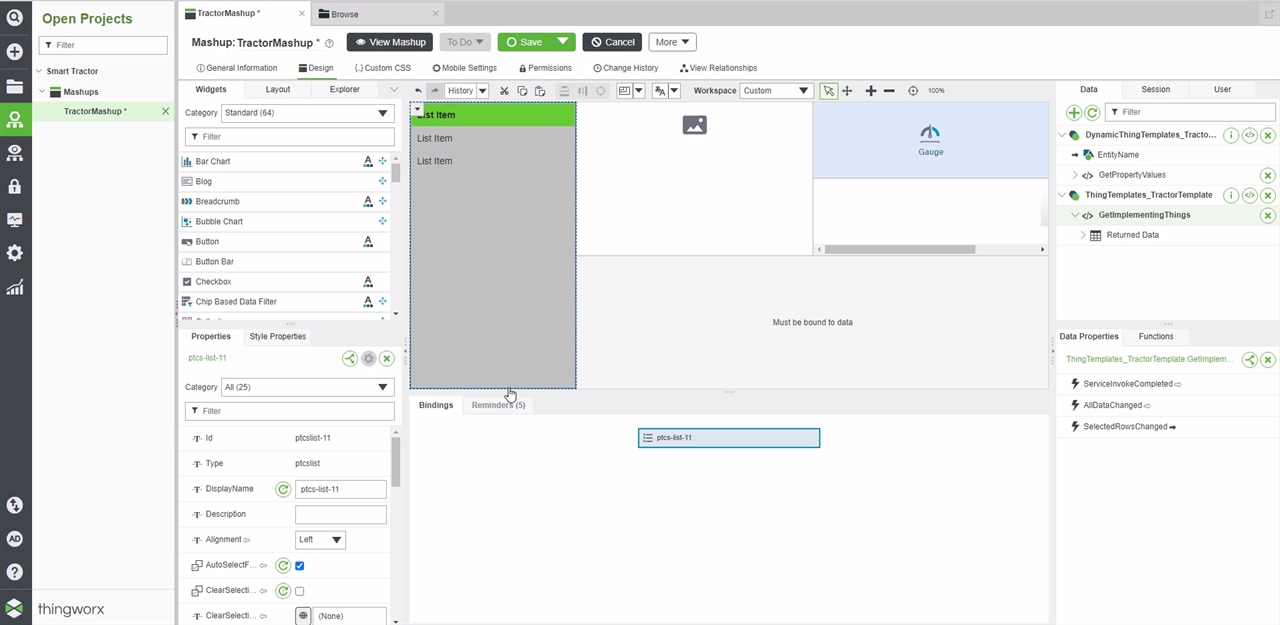 Open Projects
Filter
Smart Tractor
Mashups
TractorMashup *
AD
thingworx
TractorMashup *
Browse
Mashup: TractorMashup *
View Mashup
To Do
Save
Cancel
More
General Information
Design
Custom CSS
Mobile Settings
Permissions
Change History
View Relationships
Widgets
Layout
Explorer
Category
Standard (64)
Filter
Bar Chart
Blog
Breadcrumb
Bubble Chart
Button
Button Bar
Checkbox
Chip Based Data Filter
Properties
Style Properties
ptcs-list-11
Category
All (25)
Filter
Id
ptcslist-11
Type
ptcslist
DisplayName
ptcs-list-11
Description
Alignment
Left
AutoSelectF...
ClearSelecti...
ClearSelecti...
(None)
History
Workspace
Custom
100%
List Item
List Item
List Item
Gauge
Must be bound to data
Bindings
Reminders (5)
ptcs-list-11
Data
Session
User
Filter
DynamicThingTemplates_Tracto...
EntityName
GetPropertyValues
ThingTemplates_TractorTemplate
GetImplementingThings
Returned Data
Data Properties
Functions
ThingTemplates_TractorTemplate:GetImplem...
ServiceInvokeCompleted
AllDataChanged
SelectedRowsChanged